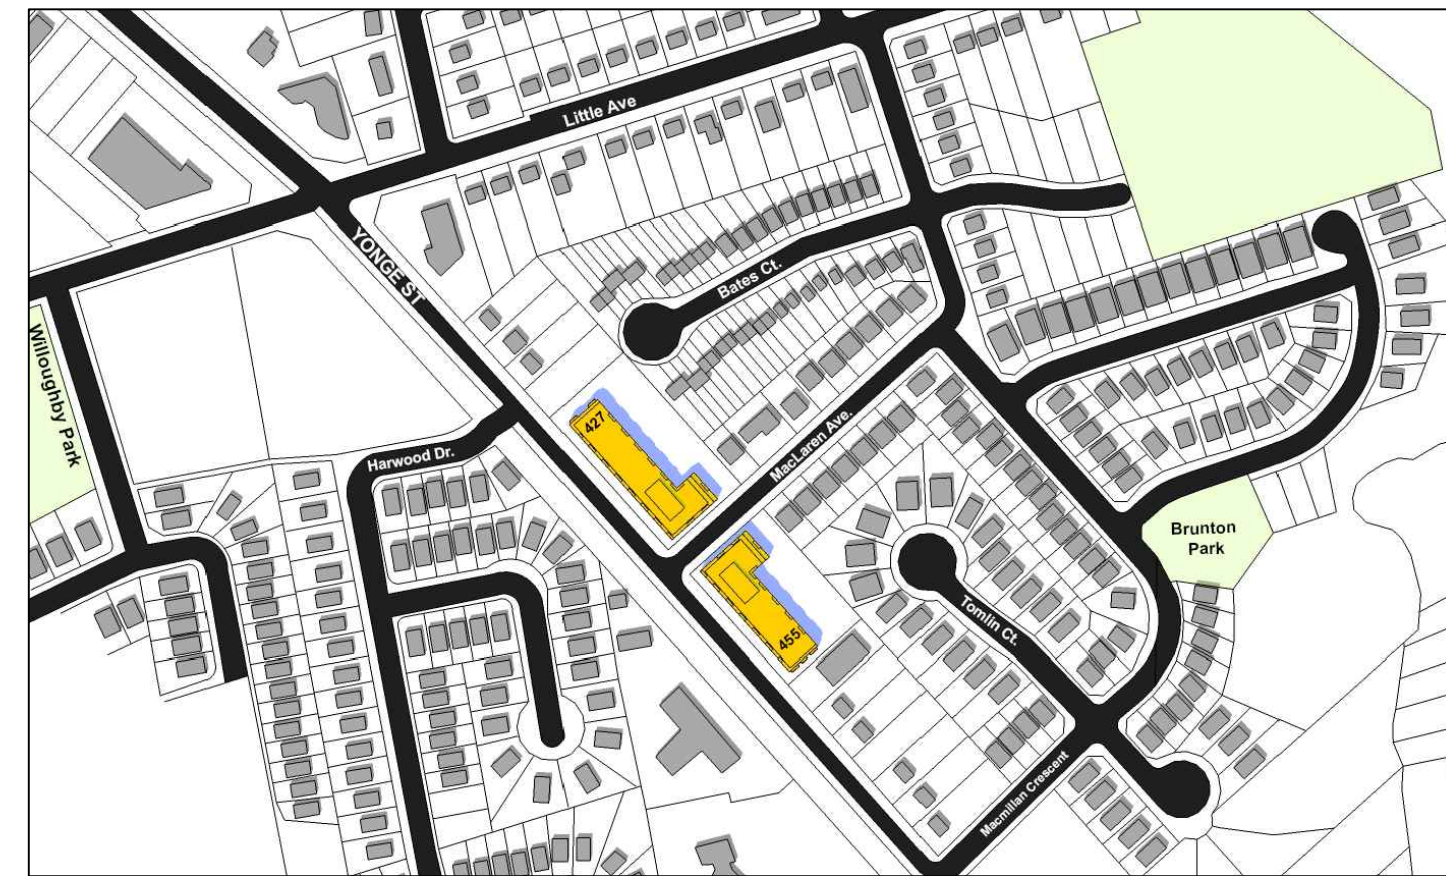 Little Ave
YONGE ST
Bates Ct.
Willoughby Park
427
MacLaren Ave.
Harwood Dr.
Brunton
Park
455
Tomlin Ct.
Macmillan Crescent